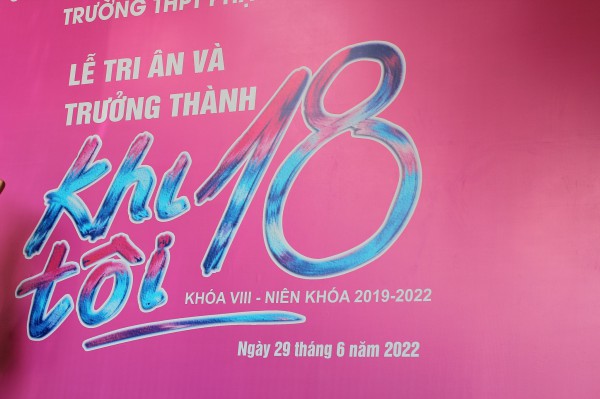 TRƯỜNG THPT
LỄ TRI ÂN VÀ
TRƯỞNG THÀNH
Khi 18
tôi
KHÓA VIII - NIÊN KHÓA 2019-2022
Ngày 29 tháng 6 năm 2022